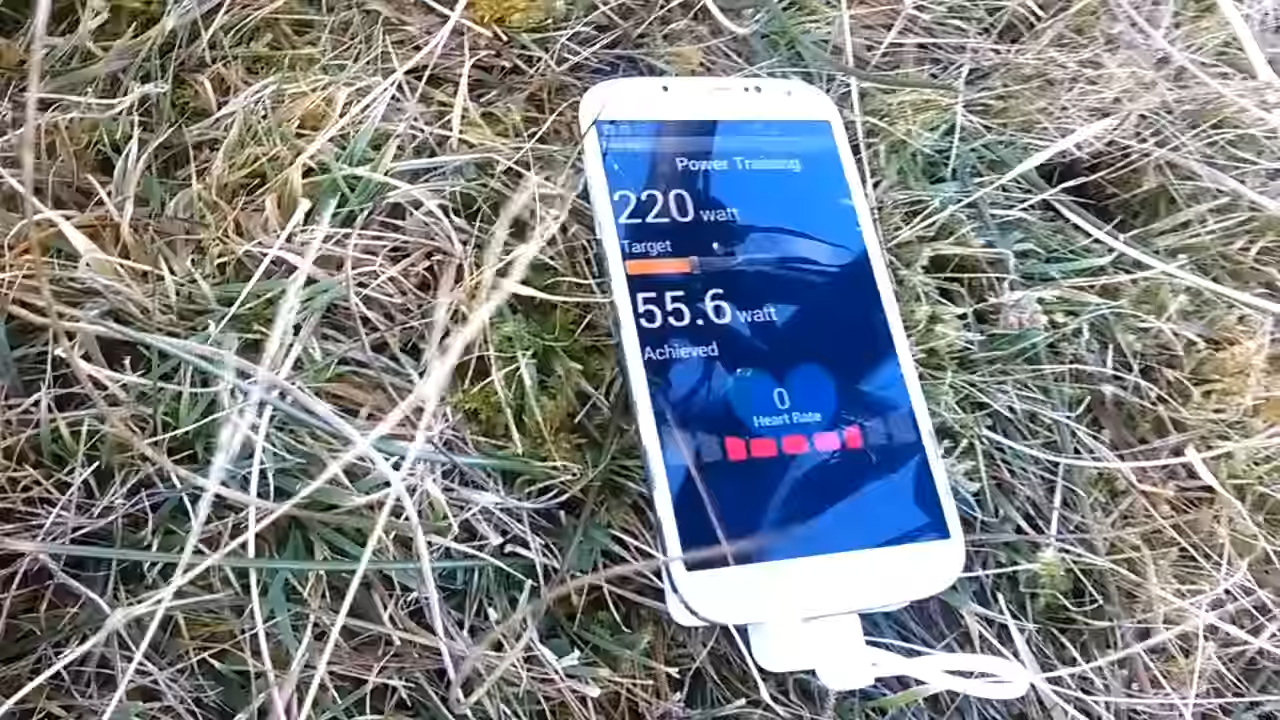 Power Training
220 watt
Target
55.6 watt
Achieved
0
Heart Rate